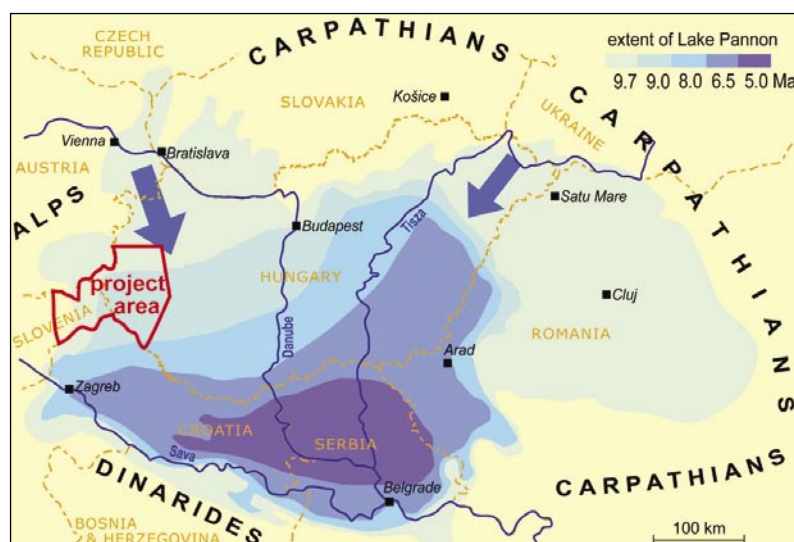 CZECH
REPUBLIC
CARPATHIANS
extent of Lake Pannon
9.7 9.0 8.0 6.5 5.0 Ma
SLOVAKIA
Košice
UKRAINE
CARPATHIANS
Vienna
Bratislava
AUSTRIA
ALPS
Satu Mare
Budapest
Tisza
HUNGARY
project
area
SLOVENIA
Cluj
ROMANIA
Danube
Arad
Zagreb
CROATIA
SERBIA
Sava
Belgrade
CARPATHIANS
DINARIDES
BOSNIA
& HERZEGOVINA
100 km